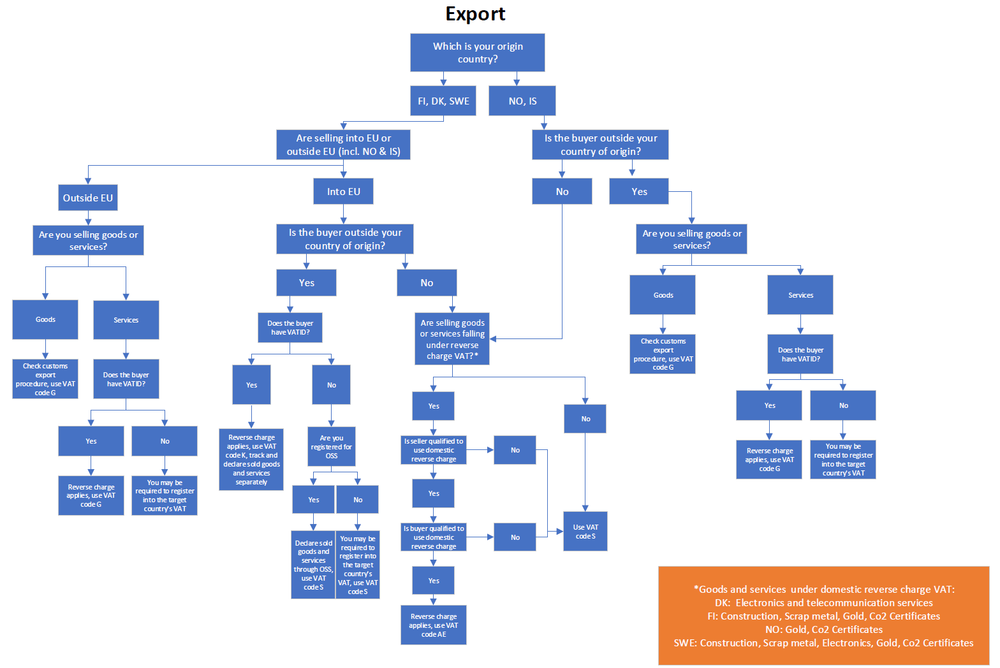 Export
Which is your origin
country?
FI, DK, SWE
NO, IS
Are selling into EU or
outside EU (incl. NO & IS)
Is the buyer outside your
country of origin?
Outside EU
Into EU
No
Yes
Are you selling goods or
services?
Is the buyer outside your
country of origin?
Are you selling goods or
services?
Yes
No
Goods
Services
Goods
Services
Does the buyer
have VATID?
Are selling goods
or services falling
under reverse
charge VAT?*
Check customs
export
procedure, use VAT
code G
Does the buyer
have VATID?
Yes
No
Check customs
export
procedure, use VAT
code G
Does the buyer
have VATID?
Yes
No
Yes
No
Yes
No
Reverse charge
applies, use VAT
code K, track and
declare sold goods
and services
separately
Are you
registered for
OSS
Is seller qualified to
use domestic
reverse charge
No
Reverse charge
applies, use VAT
code G
You may be
required to register
into the target
country's VAT
Yes
No
Reverse charge
applies, use VAT
code G
You may be
required to register
into the target
country's VAT
Yes
No
Yes
Declare sold
goods and
services
through OSS,
use VAT
code S
You may be
required to
register into
the target
country's
VAT, use VAT
code S
Is buyer qualified to
use domestic
reverse charge
No
Use VAT
code S
Yes
Reverse charge
applies, use VAT
code AE
*Goods and services under domestic reverse charge VAT:
DK: Electronics and telecommunication services
FI: Construction, Scrap metal, Gold, Co2 Certificates
NO: Gold, Co2 Certificates
SWE: Construction, Scrap metal, Electronics, Gold, Co2 Certificates